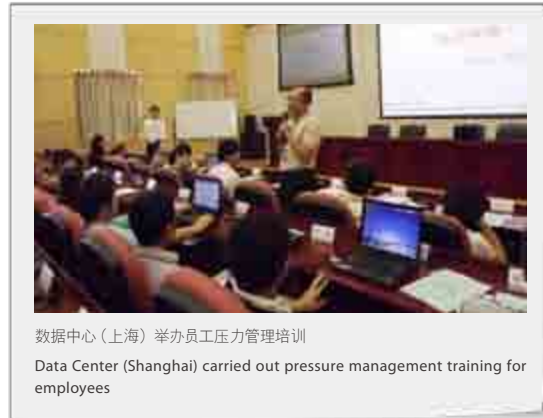 数据中心（上海）举办员工压力管理培训
Data Center (Shanghai) carried out pressure management training for
employees